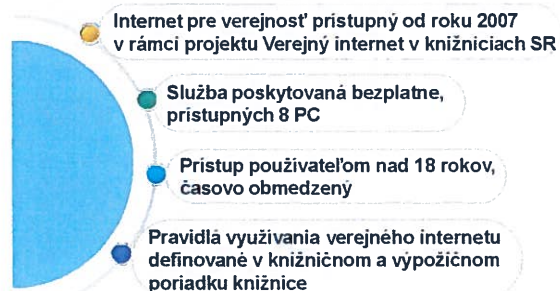 Internet pre verejnosť prístupný od roku 2007
v rámci projektu Verejný internet v knižniciach SR
Služba poskytovaná bezplatne,
prístupných 8 PC
Prístup používateľom nad 18 rokov,
časovo obmedzený
Pravidlá využívania verejného internetu
definované v knižničnom a výpožičnom
poriadku knižnice